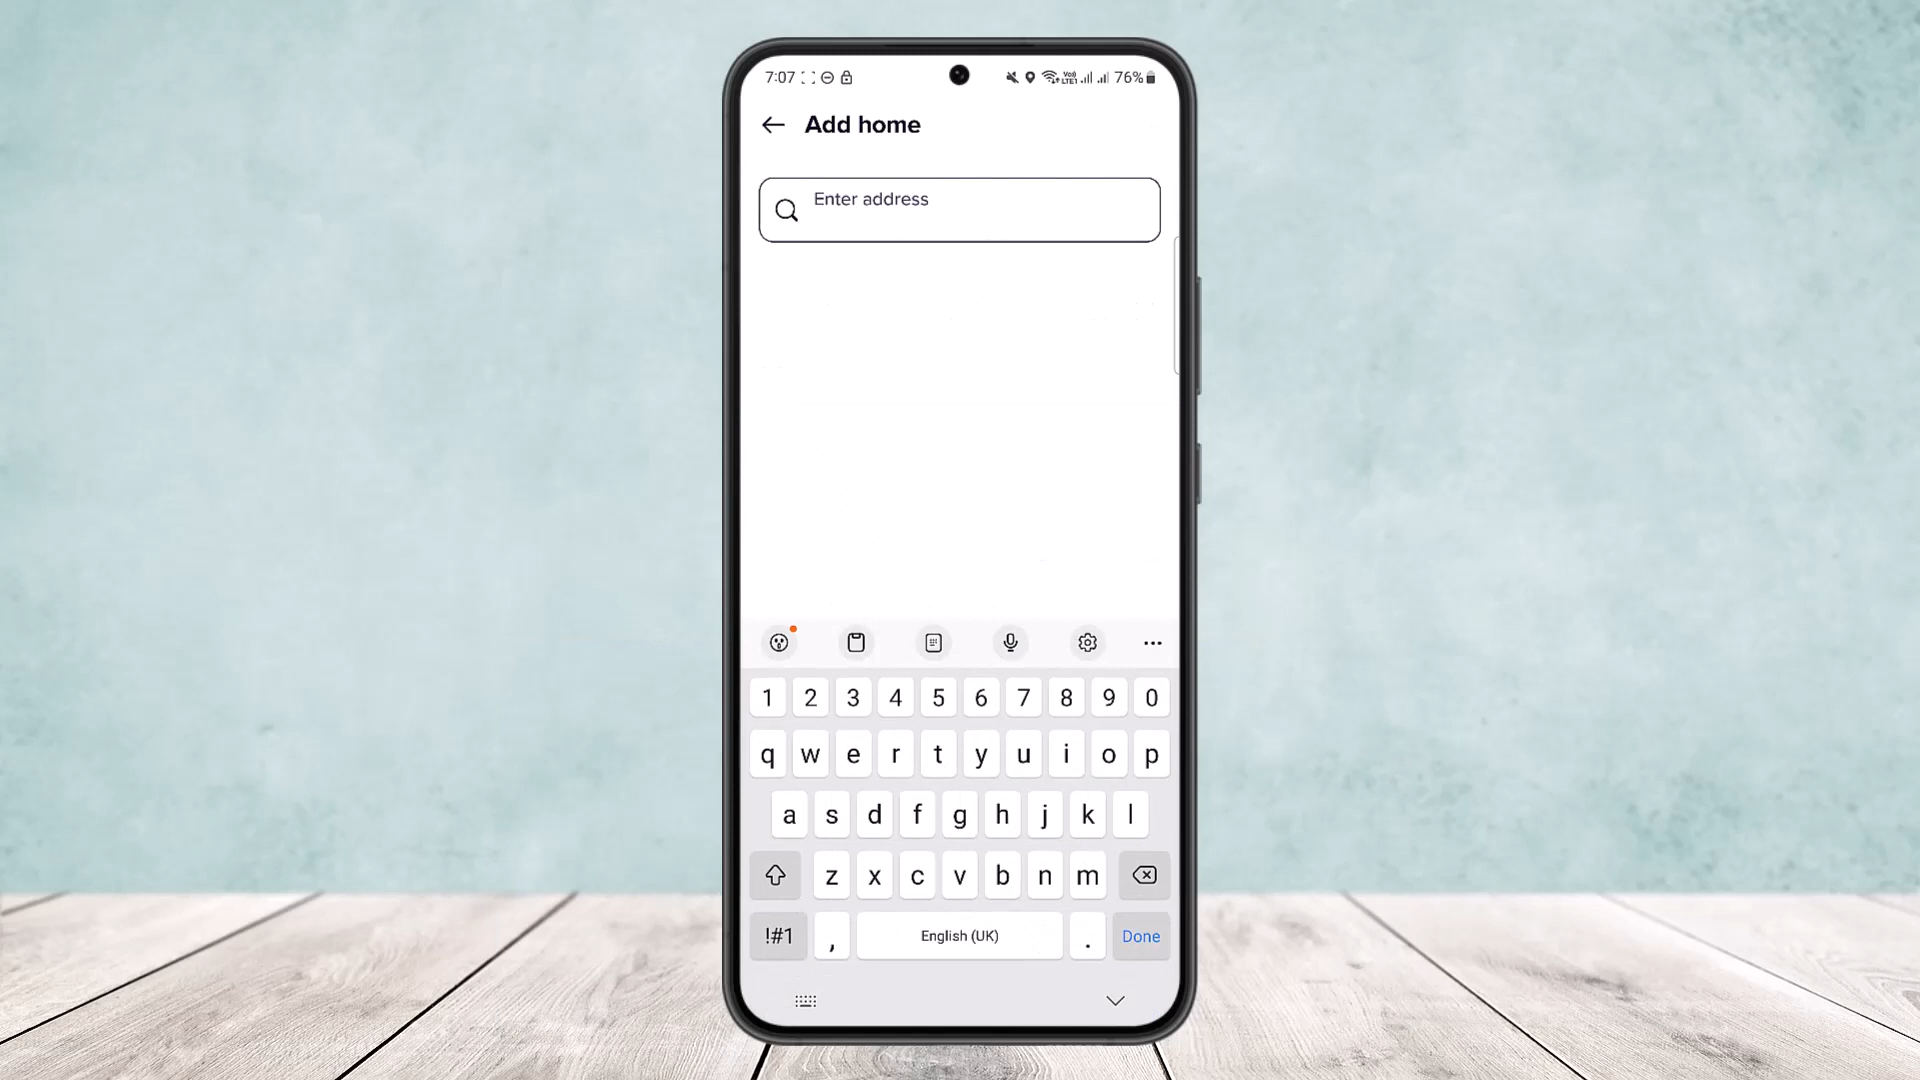 7:07 76%
Add home
Enter address
1 2 3 4 5 6 7 8 9 0
q w e r t y u i o p
a s d f g h j k l
z x c v b n m
!#1 , English (UK) . Done